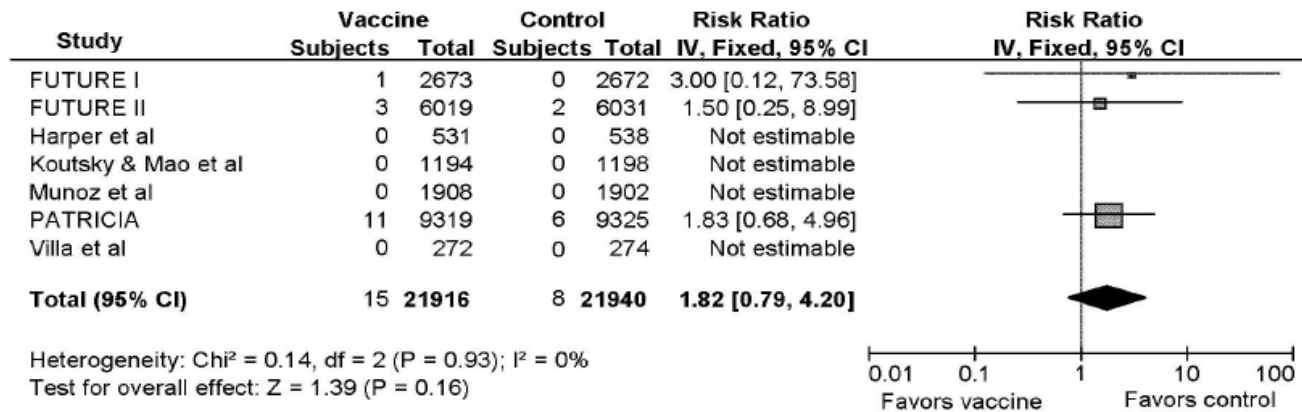 Vaccine Control Risk Ratio Risk Ratio
Study Subjects Total Subjects Total IV, Fixed, 95% CI IV, Fixed, 95% CI
FUTURE I 1 2673 0 2672 3.00 [0.12, 73.58]
FUTURE II 3 6019 2 6031 1.50 [0.25, 8.99]
Harper et al 0 531 0 538 Not estimable
Koutsky & Mao et al 0 1194 0 1198 Not estimable
Munoz et al 0 1908 0 1902 Not estimable
PATRICIA 11 9319 6 9325 1.83 [0.68, 4.96]
Villa et al 0 272 0 274 Not estimable
Total (95% CI) 15 21916 8 21940 1.82 [0.79, 4.20]
Heterogeneity: Chi² = 0.14, df = 2 (P = 0.93); I² = 0%
Test for overall effect: Z = 1.39 (P = 0.16)
0.01 0.1 1 10 100
Favors vaccine Favors control